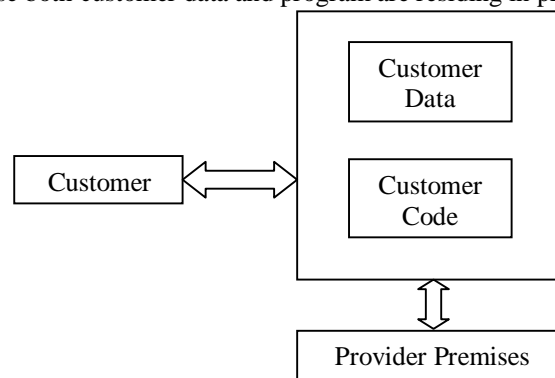 se both customer data and program are residing in p
Customer
Data
Customer
Customer
Code
Provider Premises